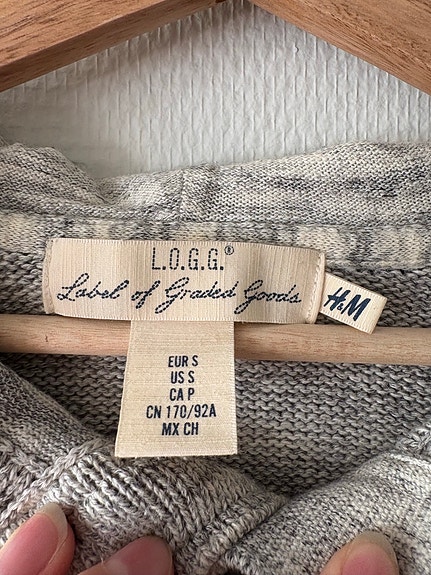 L.O.G.G.®
Label of Graded Goods
H&M
EUR S
US S
CA P
CN 170/92A
MX CH